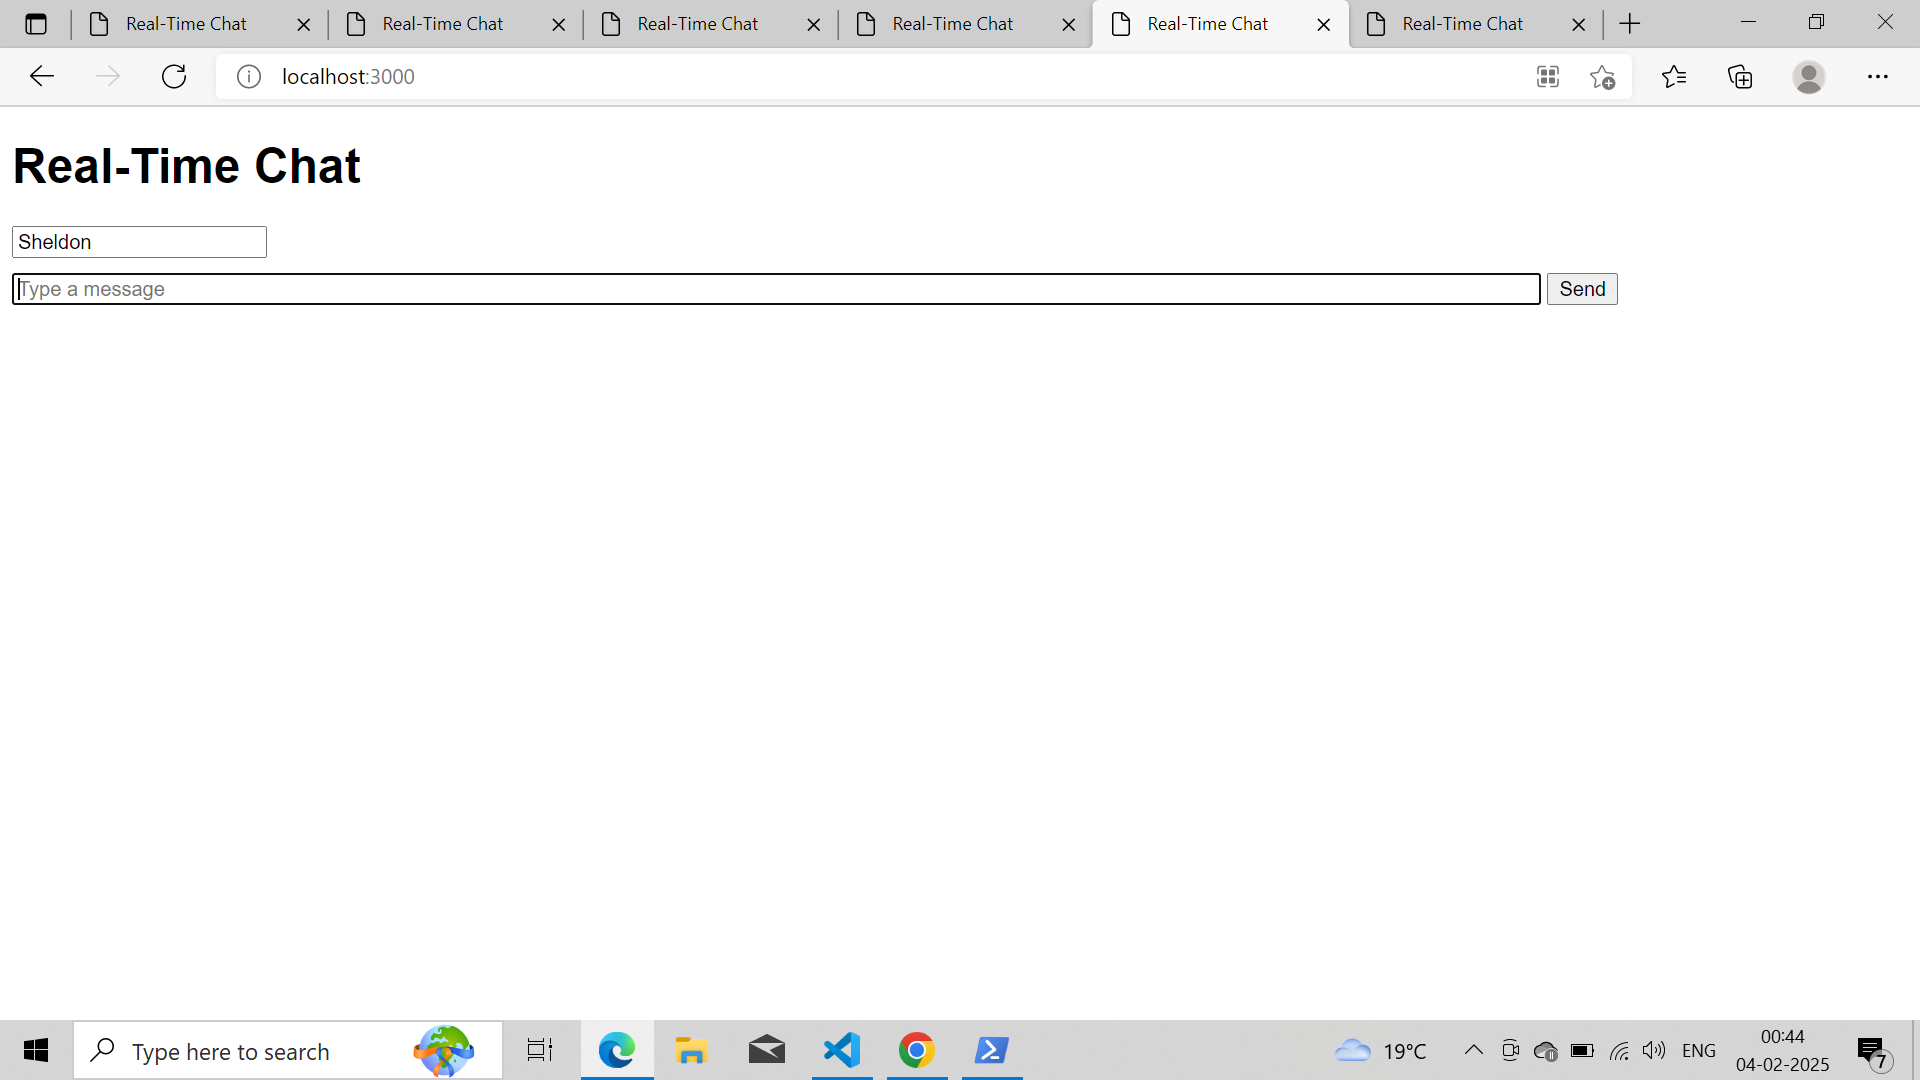 Real-Time Chat
Real-Time Chat
Real-Time Chat
Real-Time Chat
Real-Time Chat
Real-Time Chat
localhost:3000
Real-Time Chat
Sheldon
Type a message
Send
Type here to search
19°C
ENG
00:44
04-02-2025
7